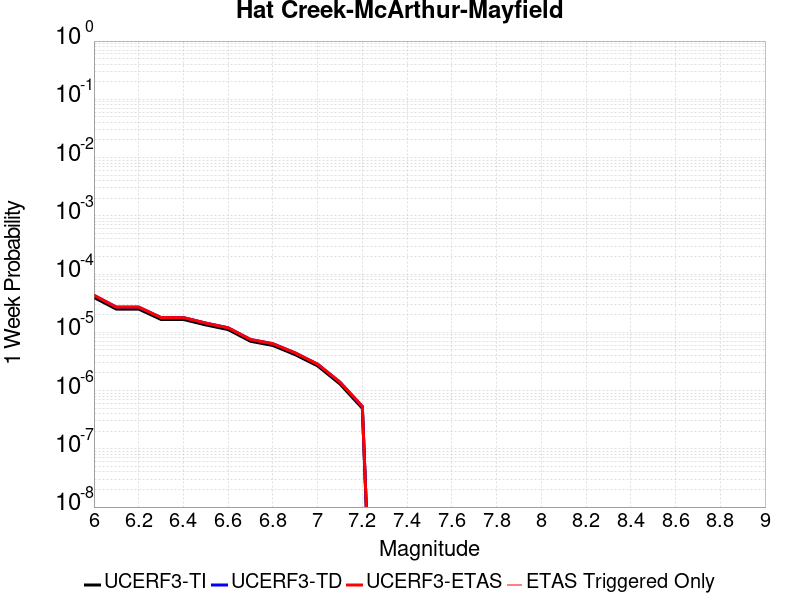 Hat Creek-McArthur-Mayfield
10^0
10^-1
10^-2
10^-3
10^-4
10^-5
10^-6
10^-7
10^-8
1 Week Probability
6 6.2 6.4 6.6 6.8 7 7.2 7.4 7.6 7.8 8 8.2 8.4 8.6 8.8 9
Magnitude
UCERF3-TI UCERF3-TD UCERF3-ETAS ETAS Triggered Only